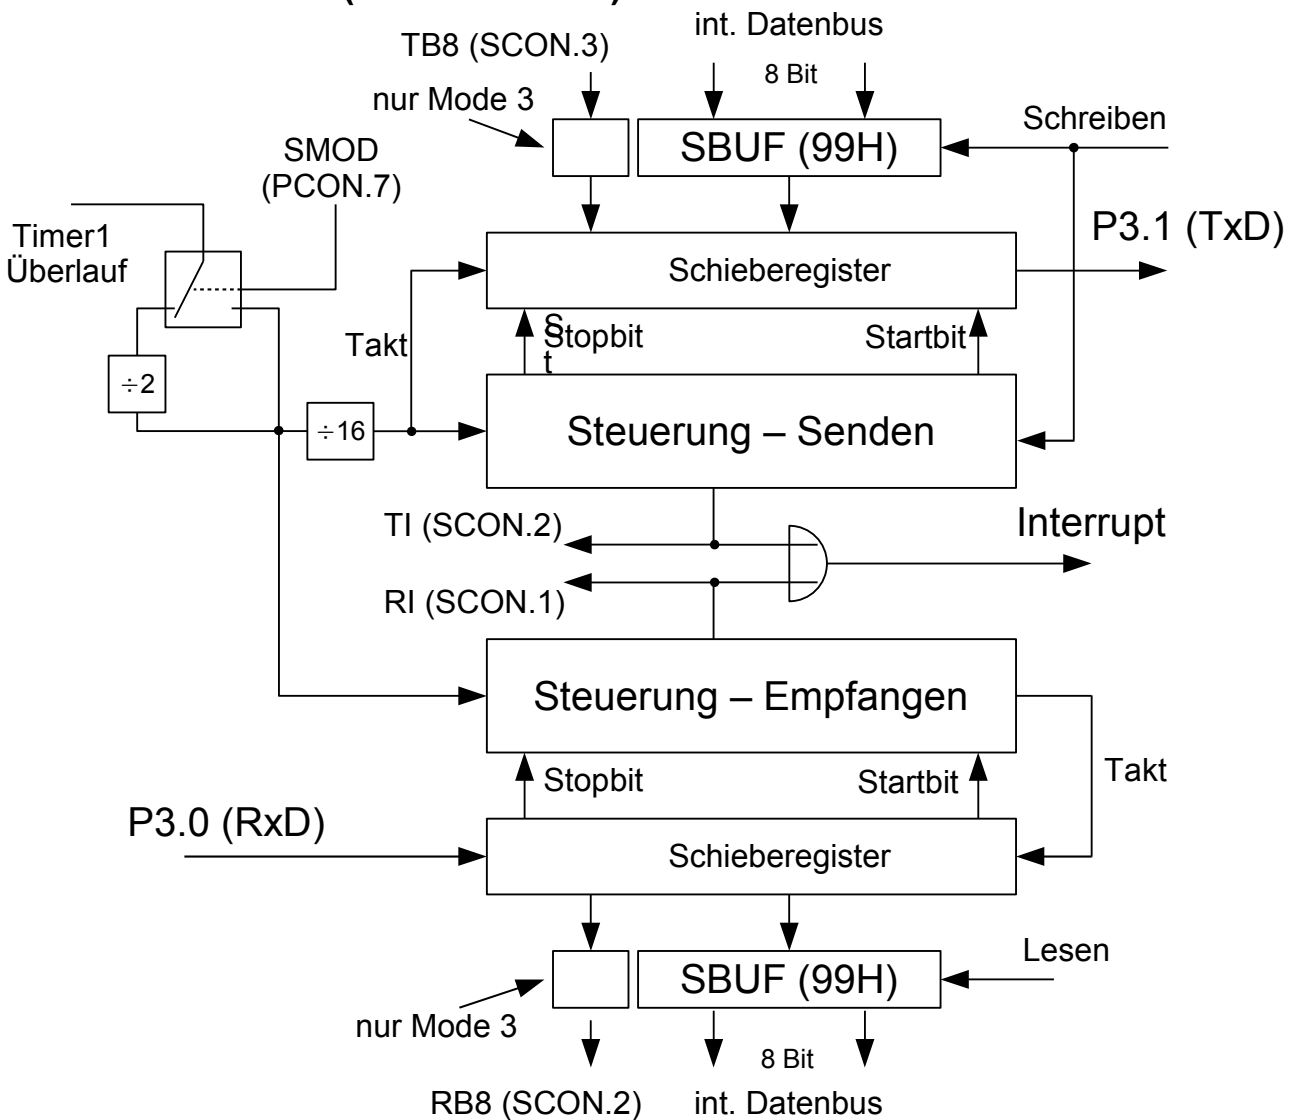 TB8 (SCON.3)
int. Datenbus
8 Bit
nur Mode 3
SBUF (99H)
Schreiben
SMOD
(PCON.7)
Timer1
Überlauf
P3.1 (TxD)
Schieberegister
Takt
St
Stopbit
Startbit
÷2
÷16
Steuerung – Senden
TI (SCON.2)
Interrupt
RI (SCON.1)
Steuerung – Empfangen
Stopbit
Startbit
Takt
P3.0 (RxD)
Schieberegister
Lesen
SBUF (99H)
nur Mode 3
8 Bit
RB8 (SCON.2)
int. Datenbus